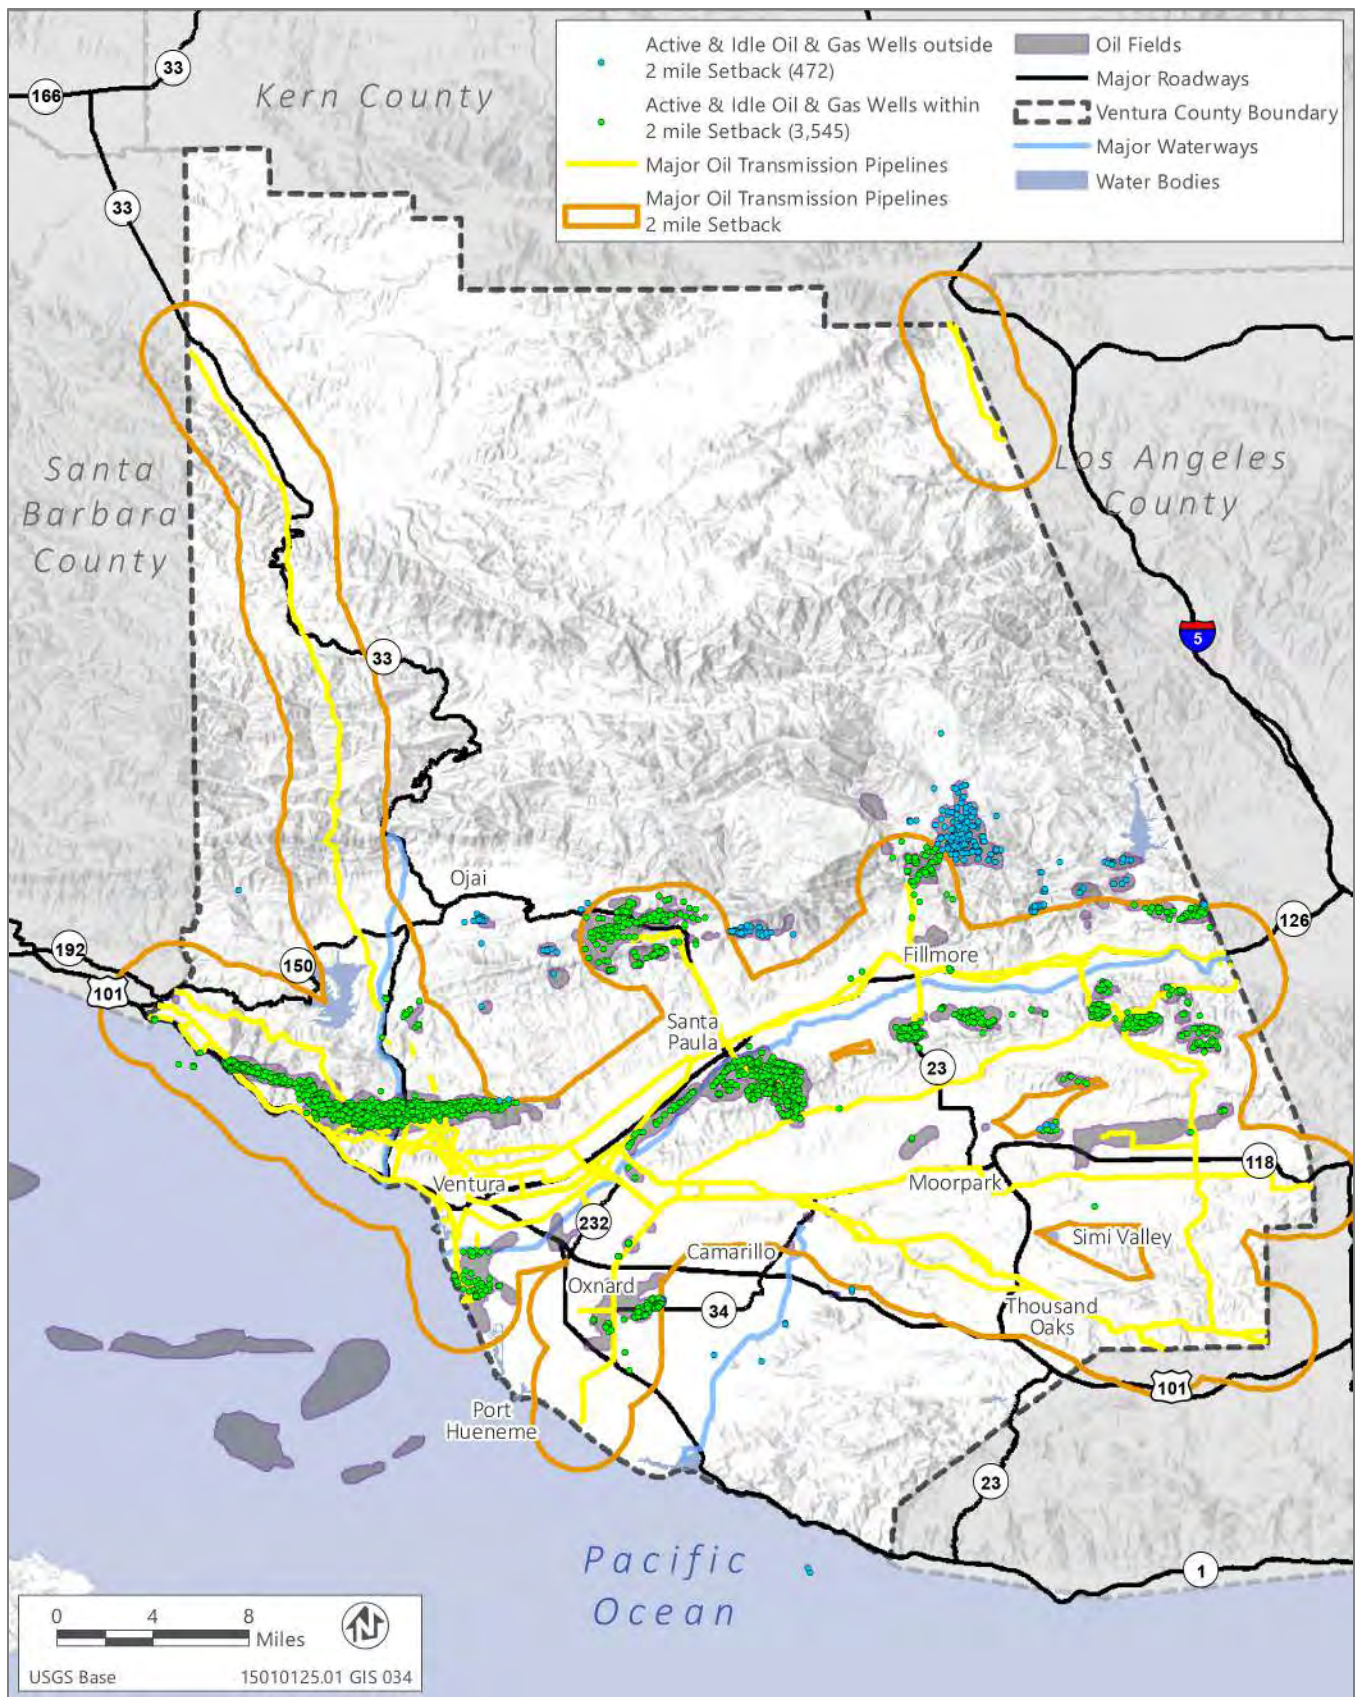 Active & Idle Oil & Gas Wells outside
2 mile Setback (472)
Active & Idle Oil & Gas Wells within
2 mile Setback (3,545)
Major Oil Transmission Pipelines
Major Oil Transmission Pipelines
2 mile Setback
Oil Fields
Major Roadways
Ventura County Boundary
Major Waterways
Water Bodies
33
166
Kern County
33
Santa
Barbara
County
Los Angeles
County
5
33
Ojai
192
150
101
126
Fillmore
Santa
Paula
23
118
Ventura
Moorpark
232
Camarillo
Simi Valley
Oxnard
34
Thousand
Oaks
101
Port
Hueneme
23
Pacific
Ocean
1
0 4 8
Miles
USGS Base 15010125.01 GIS 034